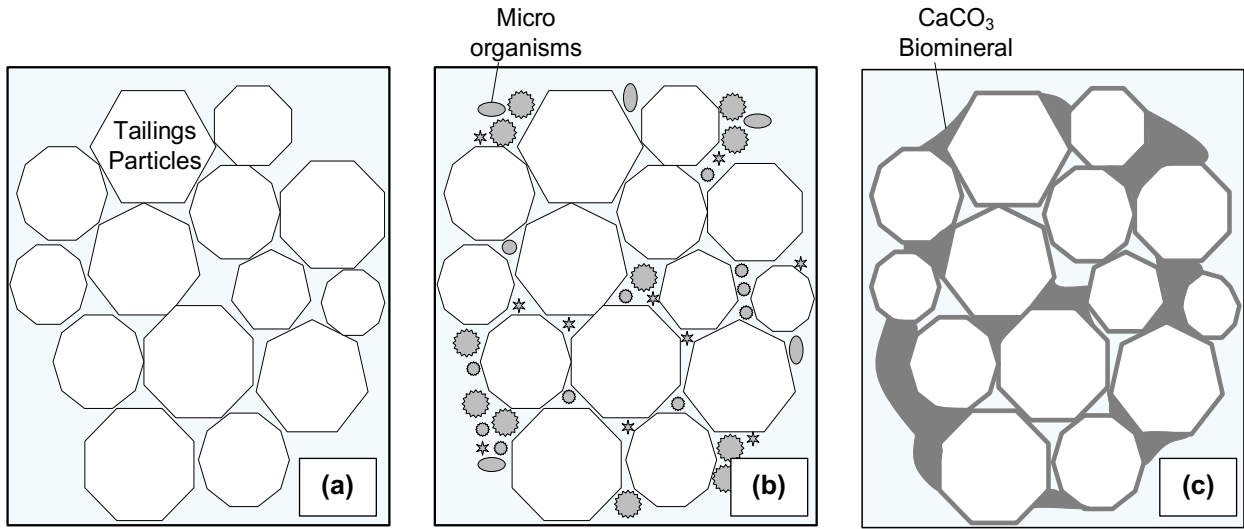 Micro
organisms
CaCO₃
Biomineral
Tailings
Particles
(a)
(b)
(c)